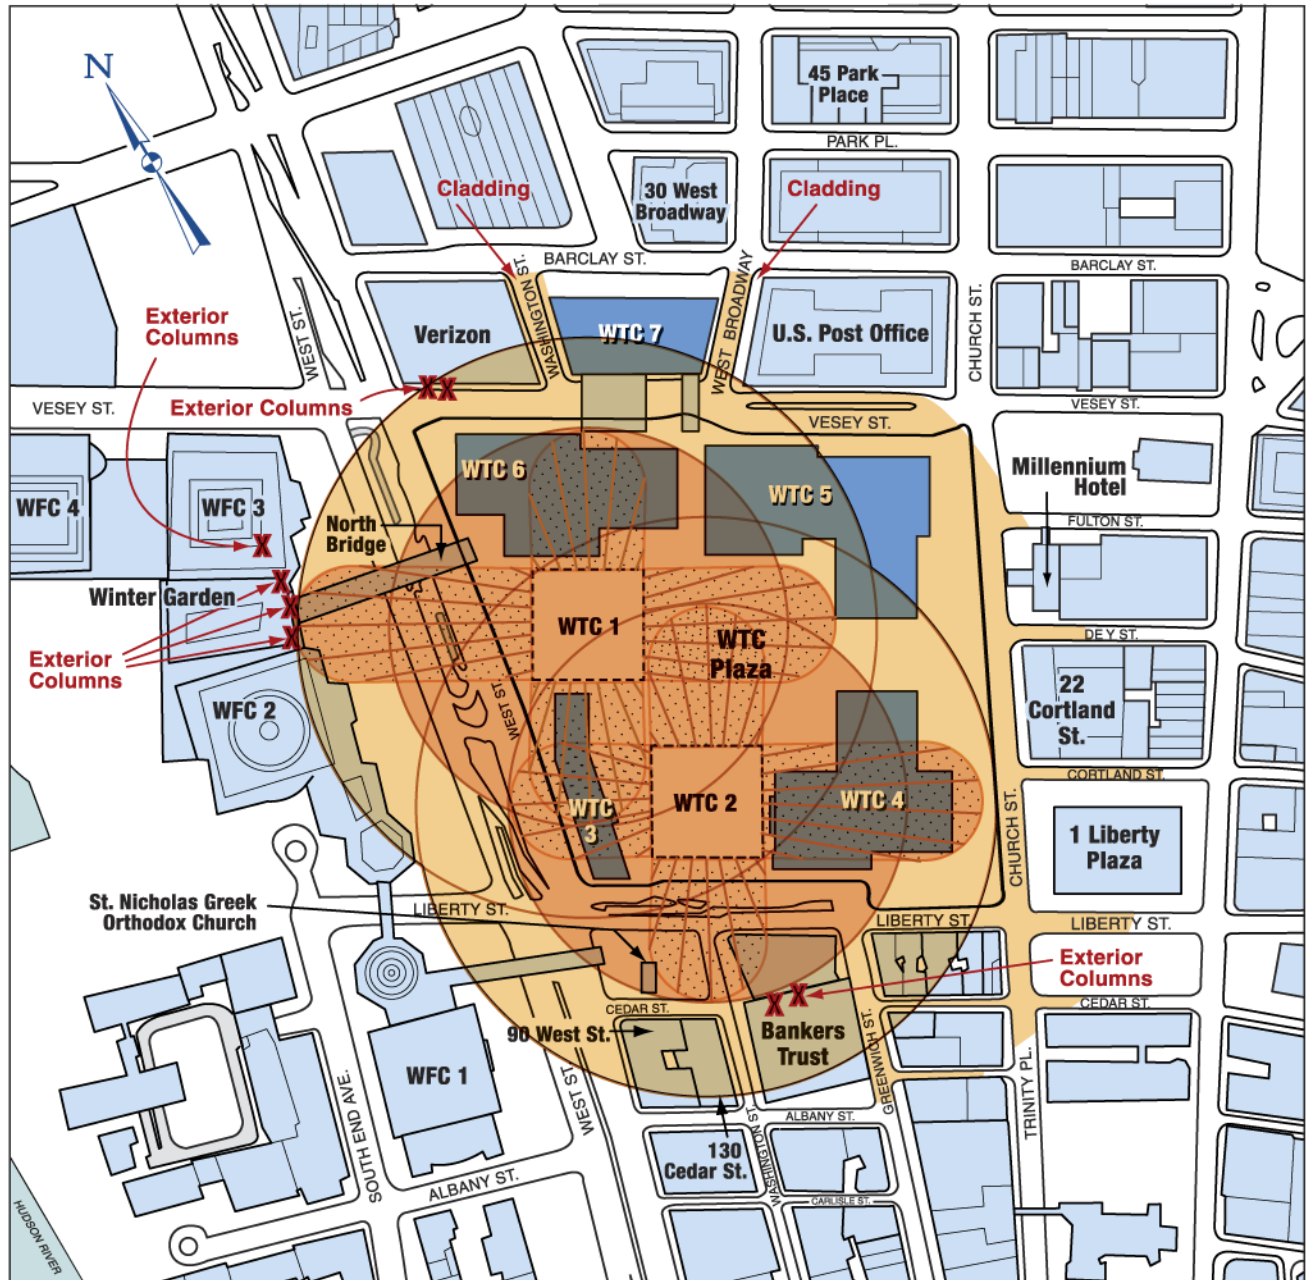 N
45 Park
Place
PARK PL.
Cladding
30 West
Broadway
Cladding
BARCLAY ST.
BARCLAY ST.
WASHINGTON ST.
WEST BROADWAY
CHURCH ST.
WEST ST.
Exterior
Columns
Verizon
WTC 7
U.S. Post Office
Exterior Columns
VESEY ST.
VESEY ST.
VESEY ST.
WTC 6
WTC 5
Millennium
Hotel
WFC 4
WFC 3
North
Bridge
FULTON ST.
Winter Garden
WTC 1
WTC
Plaza
DEY ST.
Exterior
Columns
WFC 2
WEST ST.
22
Cortland
St.
CORTLAND ST.
WTC
3
WTC 2
WTC 4
CHURCH ST.
1 Liberty
Plaza
St. Nicholas Greek
Orthodox Church
LIBERTY ST.
LIBERTY ST.
LIBERTY ST.
Exterior
Columns
CEDAR ST.
CEDAR ST.
90 West St.
Bankers
Trust
GREENWICH ST.
TRINITY PL.
WFC 1
WEST ST.
SOUTH END AVE.
ALBANY ST.
WASHINGTON ST.
130
Cedar St.
ALBANY ST.
CARLISLE ST.
HUDSON RIVER